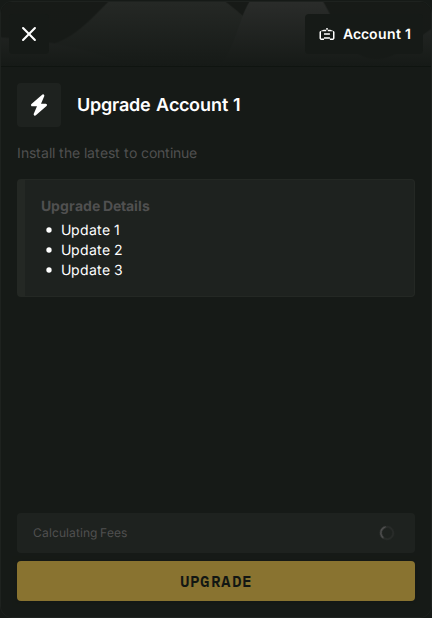 Account 1
Upgrade Account 1
Install the latest to continue
Upgrade Details
Update 1
Update 2
Update 3
Calculating Fees
UPGRADE